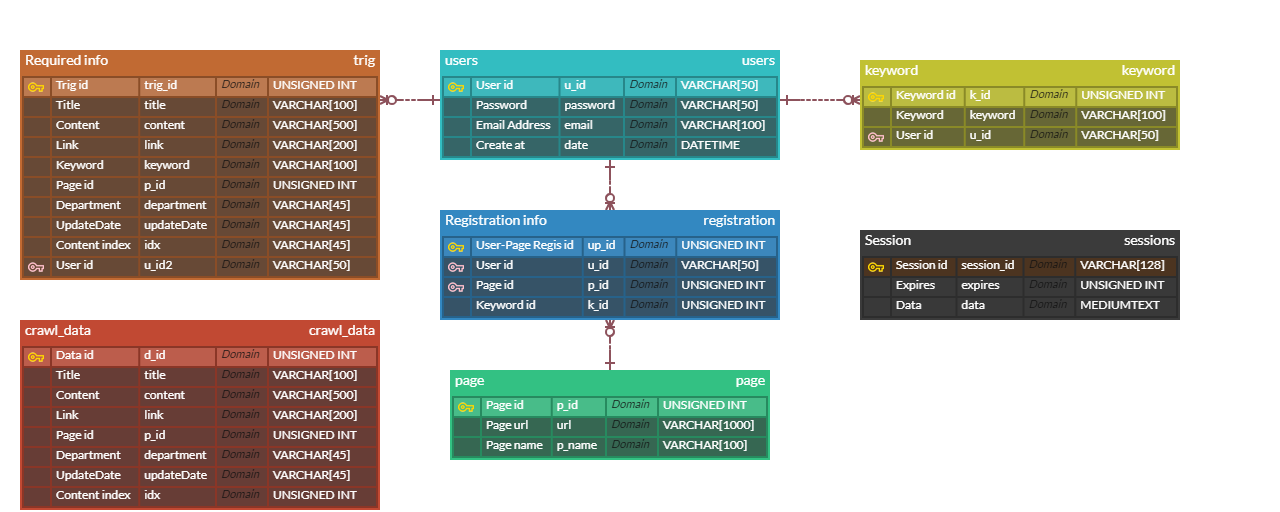 Required info trig
Trig id trig_id Domain UNSIGNED INT
Title title Domain VARCHAR[100]
Content content Domain VARCHAR[500]
Link link Domain VARCHAR[200]
Keyword keyword Domain VARCHAR[100]
Page id p_id Domain UNSIGNED INT
Department department Domain VARCHAR[45]
UpdateDate updateDate Domain VARCHAR[45]
Content index idx Domain VARCHAR[45]
User id u_id2 Domain VARCHAR[50]
users users
User id u_id Domain VARCHAR[50]
Password password Domain VARCHAR[50]
Email Address email Domain VARCHAR[100]
Create at date Domain DATETIME
keyword keyword
Keyword id k_id Domain UNSIGNED INT
Keyword keyword Domain VARCHAR[100]
User id u_id Domain VARCHAR[50]
Registration info registration
User-Page Regis id up_id Domain UNSIGNED INT
User id u_id Domain VARCHAR[50]
Page id p_id Domain UNSIGNED INT
Keyword id k_id Domain UNSIGNED INT
Session sessions
Session id session_id Domain VARCHAR[128]
Expires expires Domain UNSIGNED INT
Data data Domain MEDIUMTEXT
crawl_data crawl_data
Data id d_id Domain UNSIGNED INT
Title title Domain VARCHAR[100]
Content content Domain VARCHAR[500]
Link link Domain VARCHAR[200]
Page id p_id Domain UNSIGNED INT
Department department Domain VARCHAR[45]
UpdateDate updateDate Domain VARCHAR[45]
Content index idx Domain UNSIGNED INT
page page
Page id p_id Domain UNSIGNED INT
Page url url Domain VARCHAR[1000]
Page name p_name Domain VARCHAR[100]